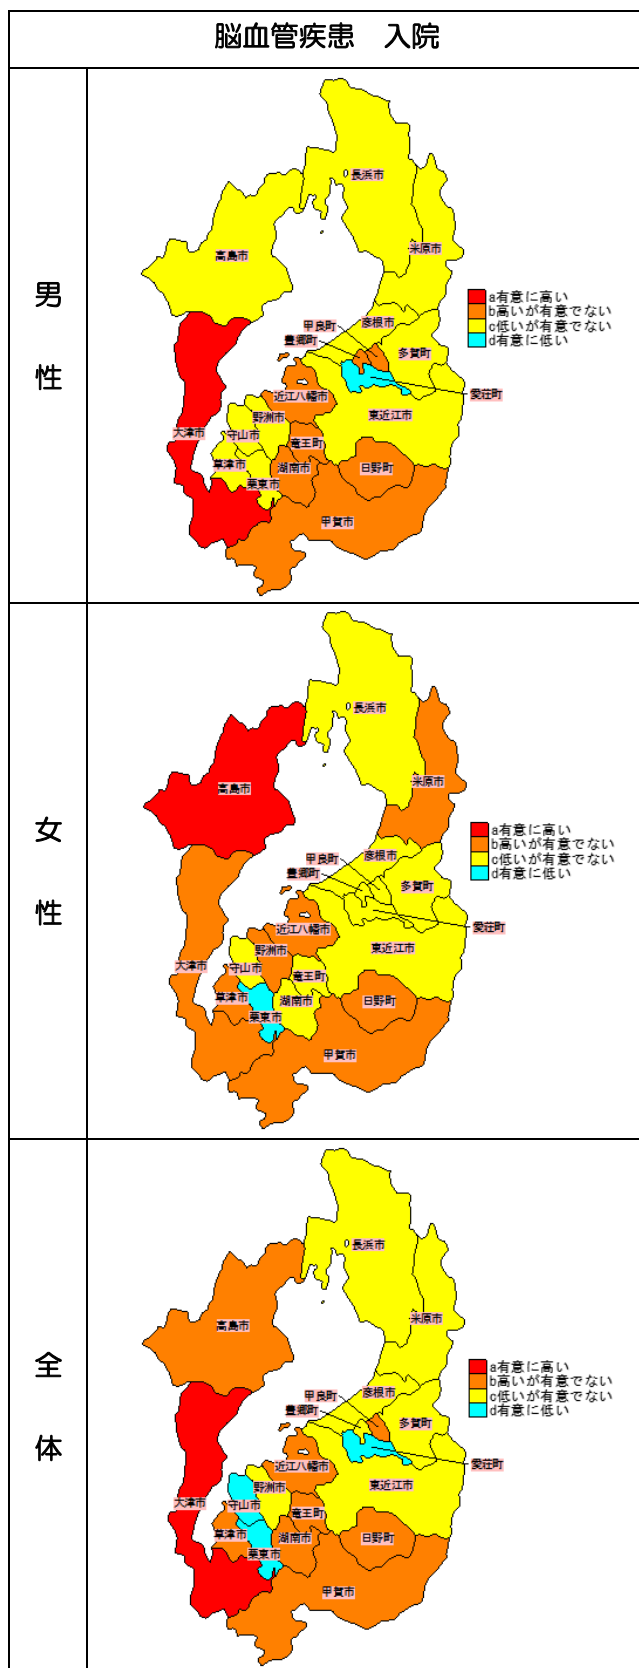 脳血管疾患　入院
男
性
長浜市
米原市
高島市
a有意に高い
b高いが有意でない
c低いが有意でない
d有意に低い
甲良町
彦根市
豊郷町
多賀町
愛荘町
近江八幡市
東近江市
野洲市
大津市
守山市
竜王町
草津市
湖南市
日野町
栗東市
甲賀市
女
性
長浜市
米原市
高島市
a有意に高い
b高いが有意でない
c低いが有意でない
d有意に低い
甲良町
彦根市
豊郷町
多賀町
愛荘町
近江八幡市
東近江市
野洲市
大津市
守山市
竜王町
草津市
湖南市
日野町
栗東市
甲賀市
全
体
長浜市
米原市
高島市
a有意に高い
b高いが有意でない
c低いが有意でない
d有意に低い
甲良町
彦根市
豊郷町
多賀町
愛荘町
近江八幡市
東近江市
野洲市
大津市
守山市
竜王町
草津市
湖南市
日野町
栗東市
甲賀市